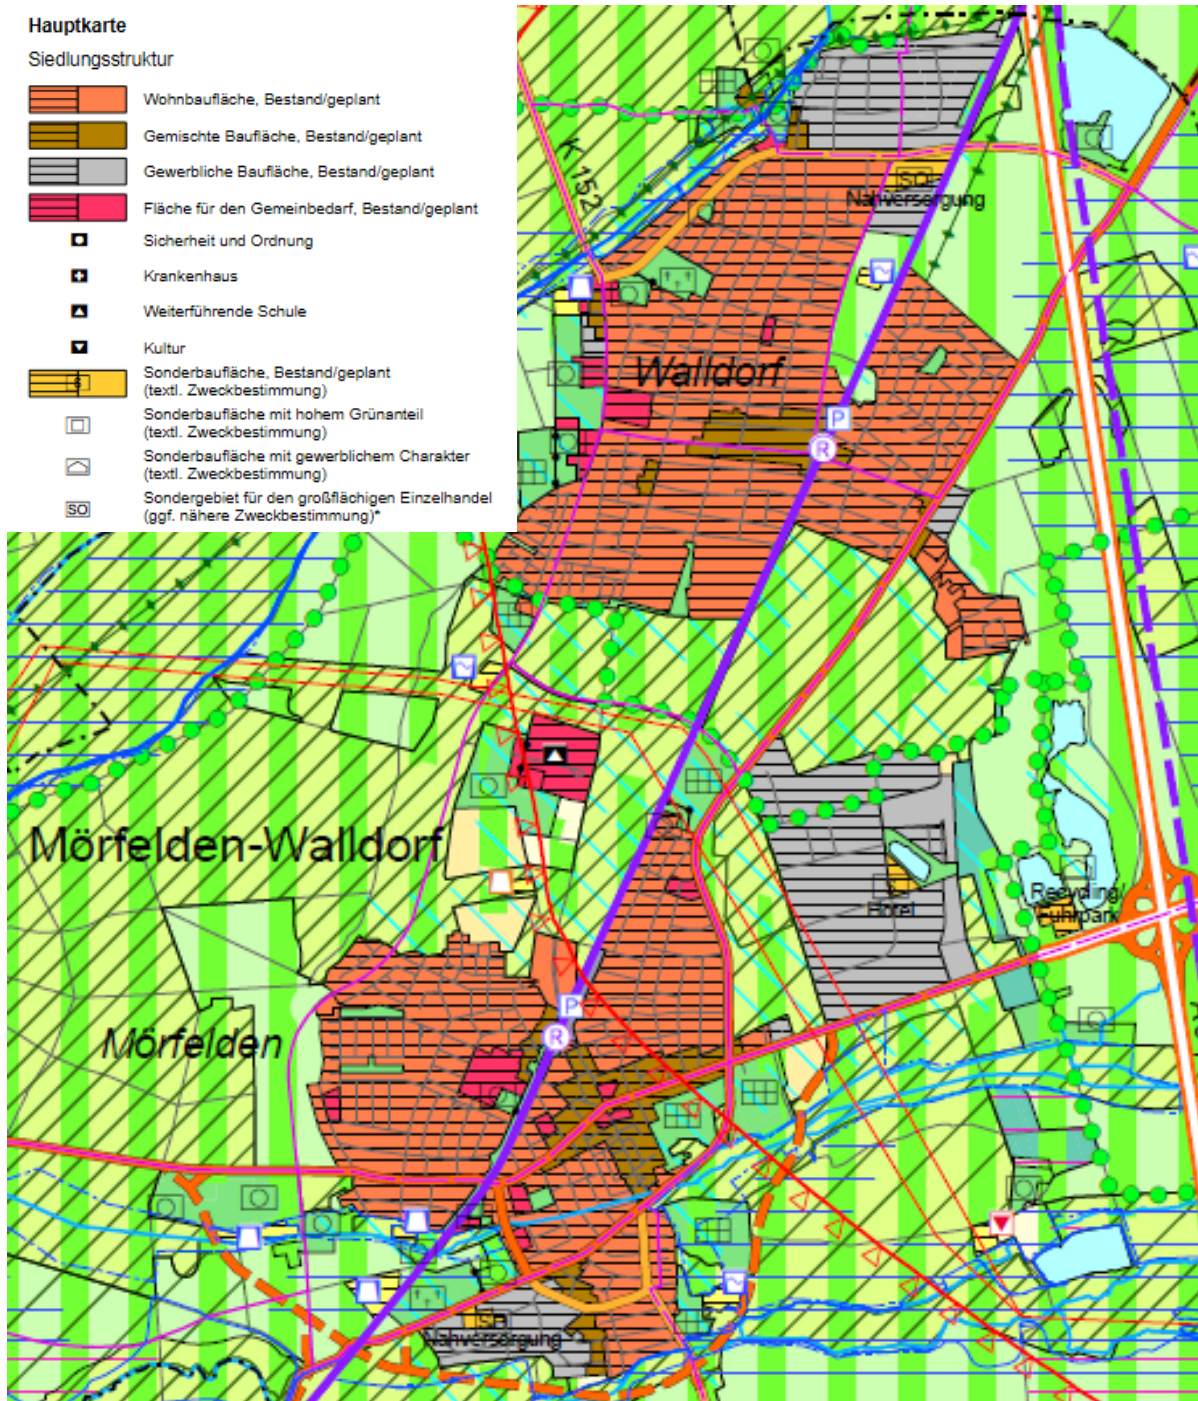 Hauptkarte
Siedlungsstruktur
Wohnbaufläche, Bestand/geplant
Gemischte Baufläche, Bestand/geplant
Gewerbliche Baufläche, Bestand/geplant
Fläche für den Gemeinbedarf, Bestand/geplant
Sicherheit und Ordnung
Krankenhaus
Weiterführende Schule
Kultur
S
Sonderbaufläche, Bestand/geplant
(textl. Zweckbestimmung)
Sonderbaufläche mit hohem Grünanteil
(textl. Zweckbestimmung)
Sonderbaufläche mit gewerblichem Charakter
(textl. Zweckbestimmung)
SO
Sondergebiet für den großflächigen Einzelhandel
(ggf. nähere Zweckbestimmung)*
K 152
SO
Nahversorgung
Walldorf
P
R
Mörfelden-Walldorf
Hotel
Recycling/
Fuhrpark
Mörfelden
P
R
Nahversorgung